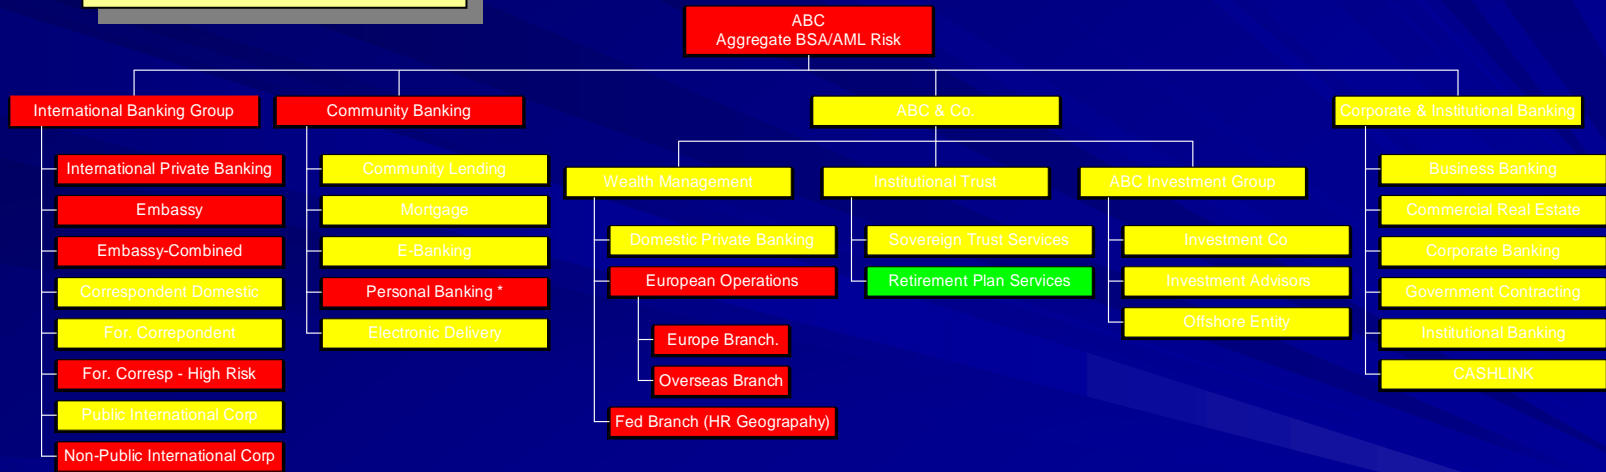 ABC
Aggregate BSA/AML Risk
International Banking Group
Community Banking
ABC & Co.
Corporate & Institutional Banking
International Private Banking
Embassy
Embassy-Combined
Correspondent Domestic
For. Correpondent
For. Corresp - High Risk
Public International Corp
Non-Public International Corp
Community Lending
Mortgage
E-Banking
Personal Banking *
Electronic Delivery
Wealth Management
Domestic Private Banking
European Operations
Europe Branch.
Overseas Branch
Fed Branch (HR Geograpahy)
Institutional Trust
Sovereign Trust Services
Retirement Plan Services
ABC Investment Group
Investment Co
Investment Advisors
Offshore Entity
Business Banking
Commercial Real Estate
Corporate Banking
Government Contracting
Institutional Banking
CASHLINK